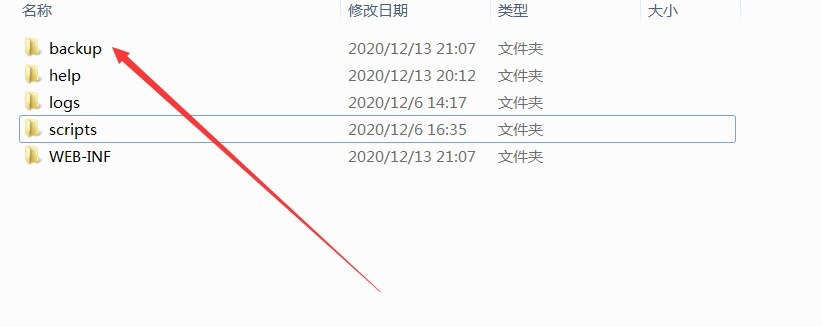 名称 修改日期 类型 大小
backup 2020/12/13 21:07 文件夹
help 2020/12/13 20:12 文件夹
logs 2020/12/6 14:17 文件夹
scripts 2020/12/6 16:35 文件夹
WEB-INF 2020/12/13 21:07 文件夹